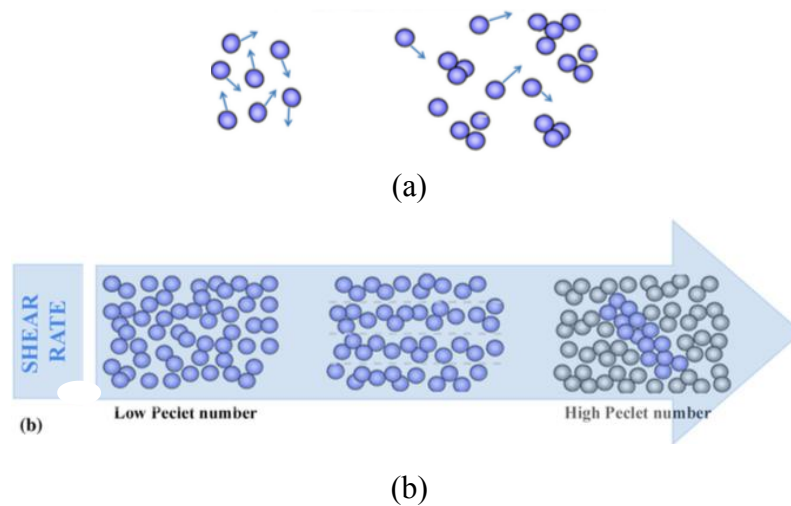 (a)
SHEAR
RATE
Low Peclet number
High Peclet number
(b)
(b)